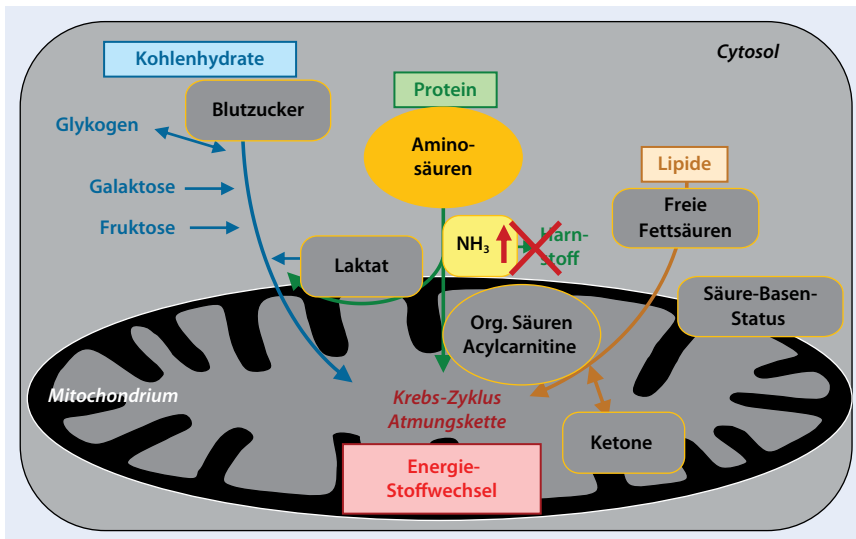 Kohlenhydrate
Cytosol
Blutzucker
Glykogen
Galaktose
Fruktose
Protein
Amino-
säuren
NH₃
Harn-
stoff
Laktat
Lipide
Freie
Fettsäuren
Säure-Basen-
Status
Org. Säuren
Acylcarnitine
Mitochondrium
Krebs-Zyklus
Atmungskette
Ketone
Energie-
Stoffwechsel